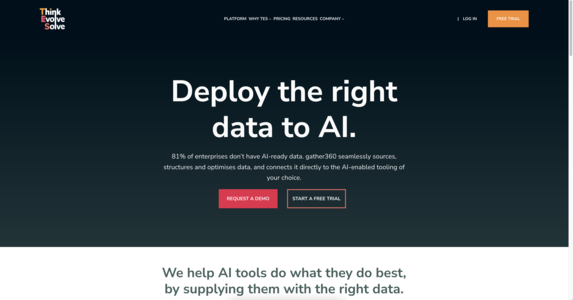 Think
Evolve
Solve
PLATFORM WHY TES PRICING RESOURCES COMPANY
| LOG IN
FREE TRIAL
Deploy the right
data to AI.
81% of enterprises don't have AI-ready data. gather360 seamlessly sources,
structures and optimises data, and connects it directly to the AI-enabled tooling of
your choice.
REQUEST A DEMO
START A FREE TRIAL
We help AI tools do what they do best,
by supplying them with the right data.